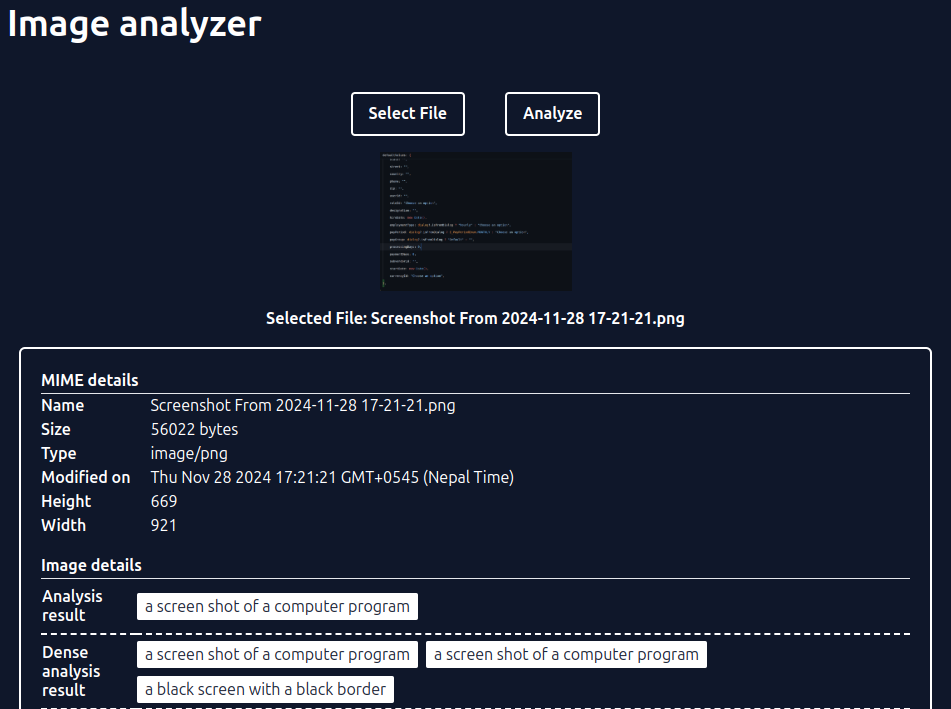 Image analyzer
Select File
Analyze
Selected File: Screenshot From 2024-11-28 17-21-21.png
MIME details
Name Screenshot From 2024-11-28 17-21-21.png
Size 56022 bytes
Type image/png
Modified on Thu Nov 28 2024 17:21:21 GMT+0545 (Nepal Time)
Height 669
Width 921
Image details
Analysis
result
a screen shot of a computer program
Dense
analysis
result
a screen shot of a computer program a screen shot of a computer program
a black screen with a black border